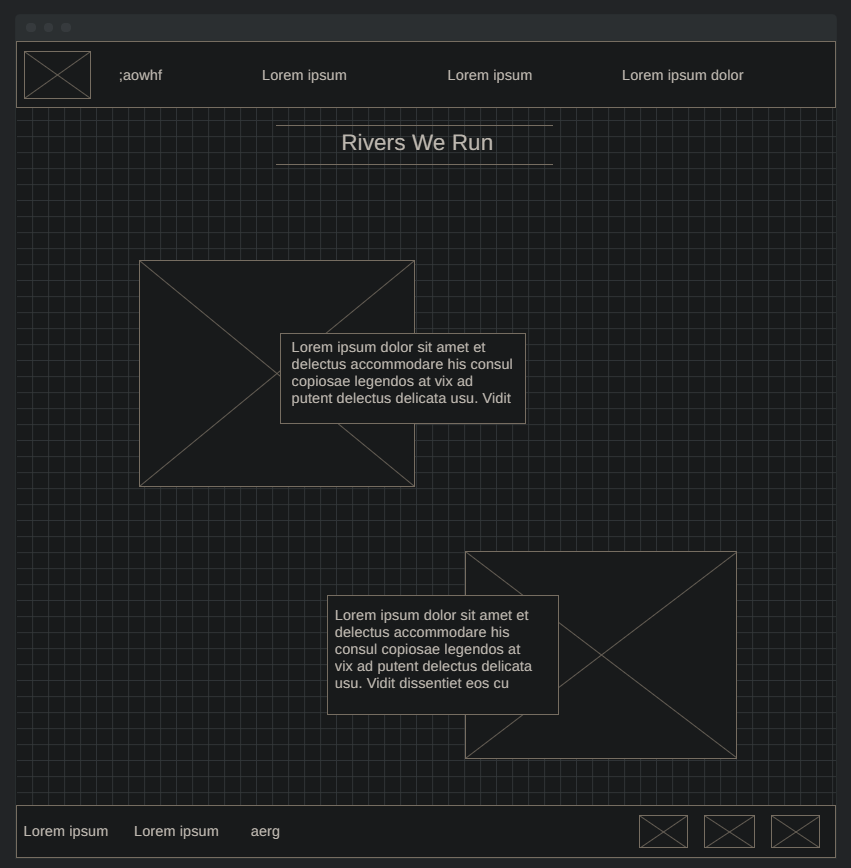 ;aowhf
Lorem ipsum
Lorem ipsum
Lorem ipsum dolor
Rivers We Run
Lorem ipsum dolor sit amet et
delectus accommodare his consul
copiosae legendos at vix ad
putent delectus delicata usu. Vidit
Lorem ipsum dolor sit amet et
delectus accommodare his
consul copiosae legendos at
vix ad putent delectus delicata
usu. Vidit dissentiet eos cu
Lorem ipsum
Lorem ipsum
aerg